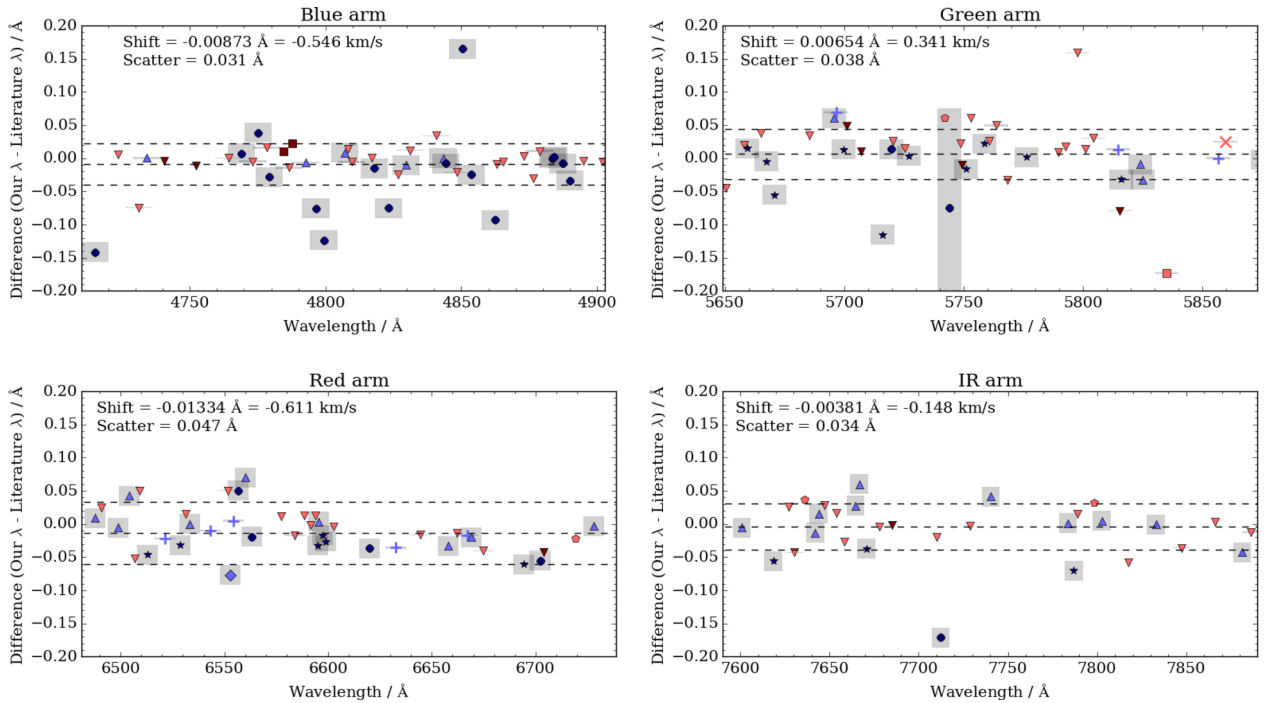 Blue arm
Shift = -0.00873 Å = -0.546 km/s
Scatter = 0.031 Å
0.20
0.15
0.10
0.05
0.00
−0.05
−0.10
−0.15
−0.20
Difference (Our λ - Literature λ) / Å
4750
4800
4850
4900
Wavelength / Å
Green arm
Shift = 0.00654 Å = 0.341 km/s
Scatter = 0.038 Å
0.20
0.15
0.10
0.05
0.00
−0.05
−0.10
−0.15
−0.20
Difference (Our λ - Literature λ) / Å
5650
5700
5750
5800
5850
Wavelength / Å
Red arm
Shift = -0.01334 Å = -0.611 km/s
Scatter = 0.047 Å
0.20
0.15
0.10
0.05
0.00
−0.05
−0.10
−0.15
−0.20
Difference (Our λ - Literature λ) / Å
6500
6550
6600
6650
6700
Wavelength / Å
IR arm
Shift = -0.00381 Å = -0.148 km/s
Scatter = 0.034 Å
0.20
0.15
0.10
0.05
0.00
−0.05
−0.10
−0.15
−0.20
Difference (Our λ - Literature λ) / Å
7600
7650
7700
7750
7800
7850
Wavelength / Å